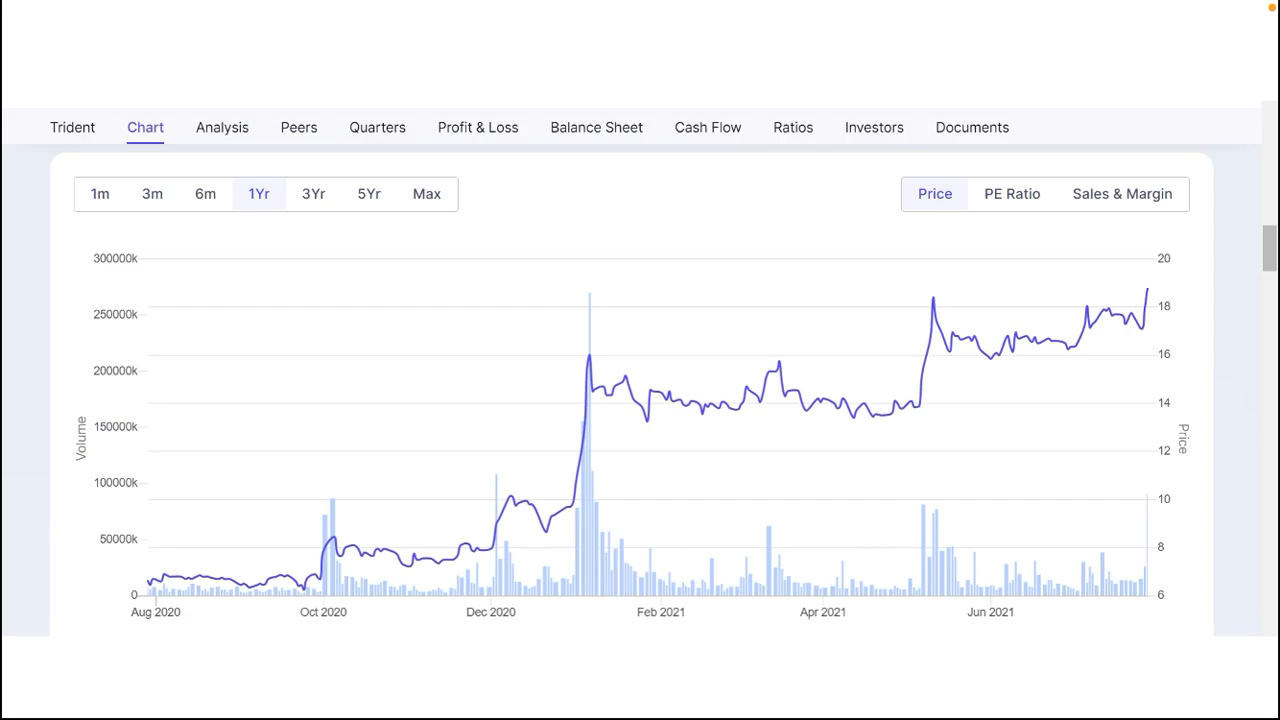 Trident Chart Analysis Peers Quarters Profit & Loss Balance Sheet Cash Flow Ratios Investors Documents
1m 3m 6m 1Yr 3Yr 5Yr Max Price PE Ratio Sales & Margin
300000k 20
18
250000k
16
200000k
14
150000k
Volume Price
12
100000k
10
50000k
8
0 6
Aug 2020 Oct 2020 Dec 2020 Feb 2021 Apr 2021 Jun 2021